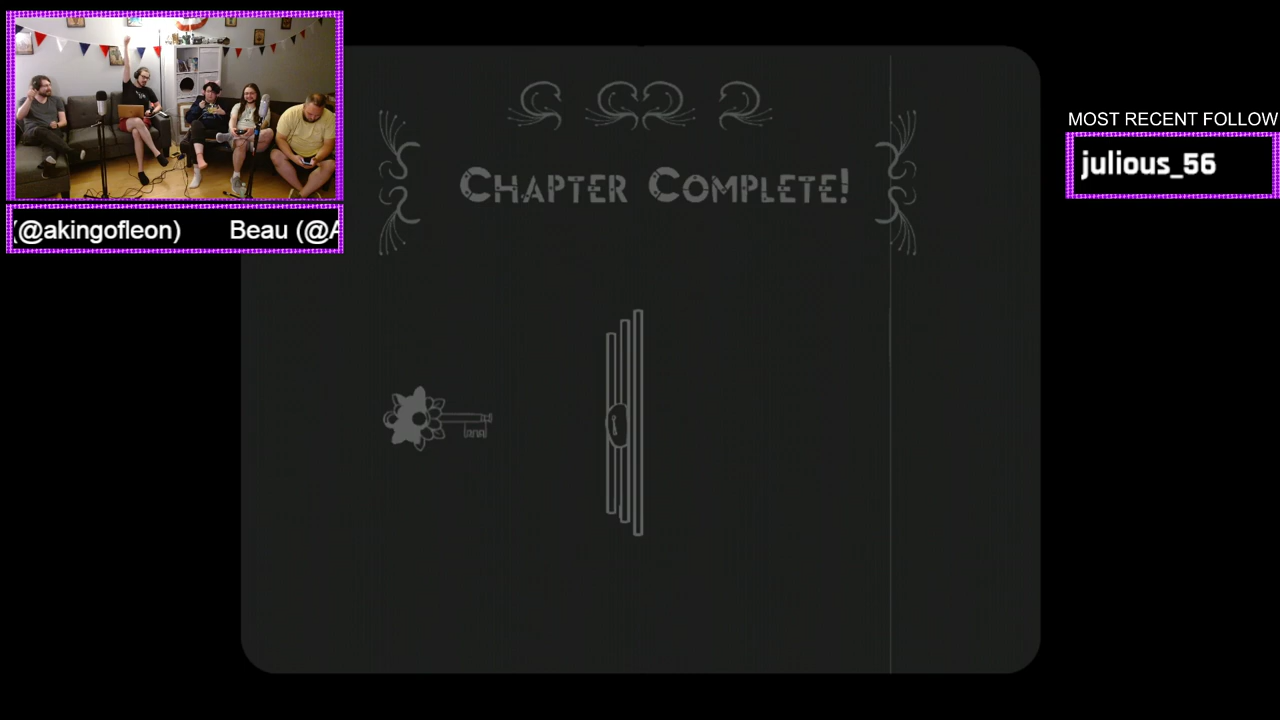 MOST RECENT FOLLOW
julious_56
CHAPTER COMPLETE!
(@akingofleon) Beau (@A